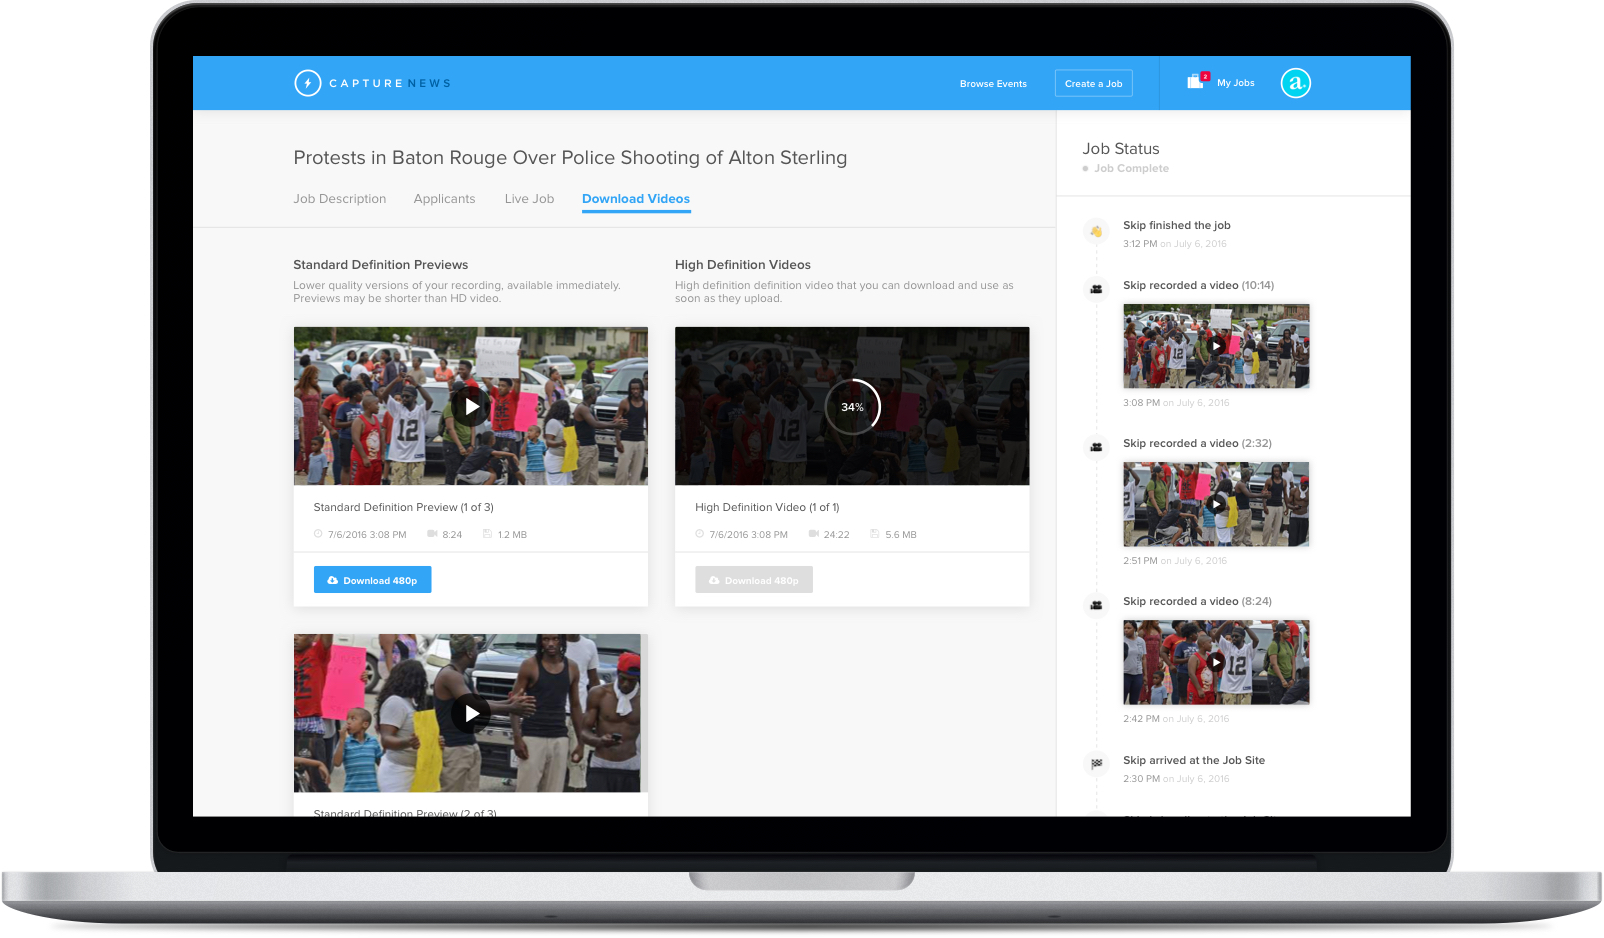 CAPTURE NEWS
Browse Events
Create a Job
2
My Jobs
a.
Protests in Baton Rouge Over Police Shooting of Alton Sterling
Job Description
Applicants
Live Job
Download Videos
Standard Definition Previews
Lower quality versions of your recording, available immediately.
Previews may be shorter than HD video.
12
Standard Definition Preview (1 of 3)
7/6/2016 3:08 PM
8:24
1.2 MB
Download 480p
Standard Definition Preview (2 of 3)
High Definition Videos
High definition definition video that you can download and use as
soon as they upload.
12
34%
High Definition Video (1 of 1)
7/6/2016 3:08 PM
24:22
5.6 MB
Download 480p
Job Status
Job Complete
Skip finished the job
3:12 PM on July 6, 2016
Skip recorded a video (10:14)
12
3:08 PM on July 6, 2016
Skip recorded a video (2:32)
2:51 PM on July 6, 2016
Skip recorded a video (8:24)
12
2:42 PM on July 6, 2016
Skip arrived at the Job Site
2:30 PM on July 6, 2016